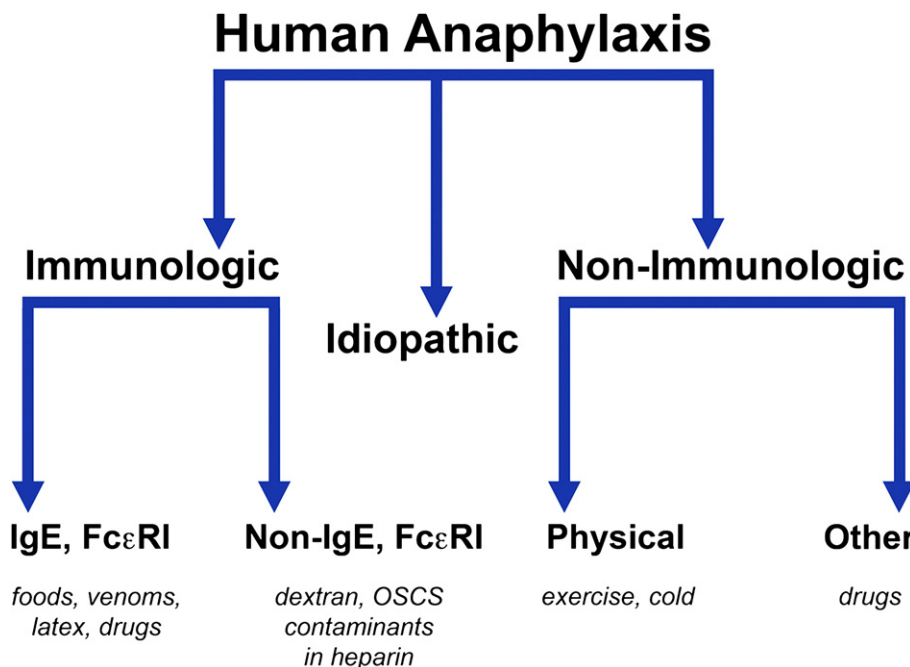 Human Anaphylaxis
Immunologic
Non-Immunologic
Idiopathic
IgE, FcεRI
Non-IgE, FcεRI
Physical
Other
foods, venoms,
latex, drugs
dextran, OSCS
contaminants
in heparin
exercise, cold
drugs